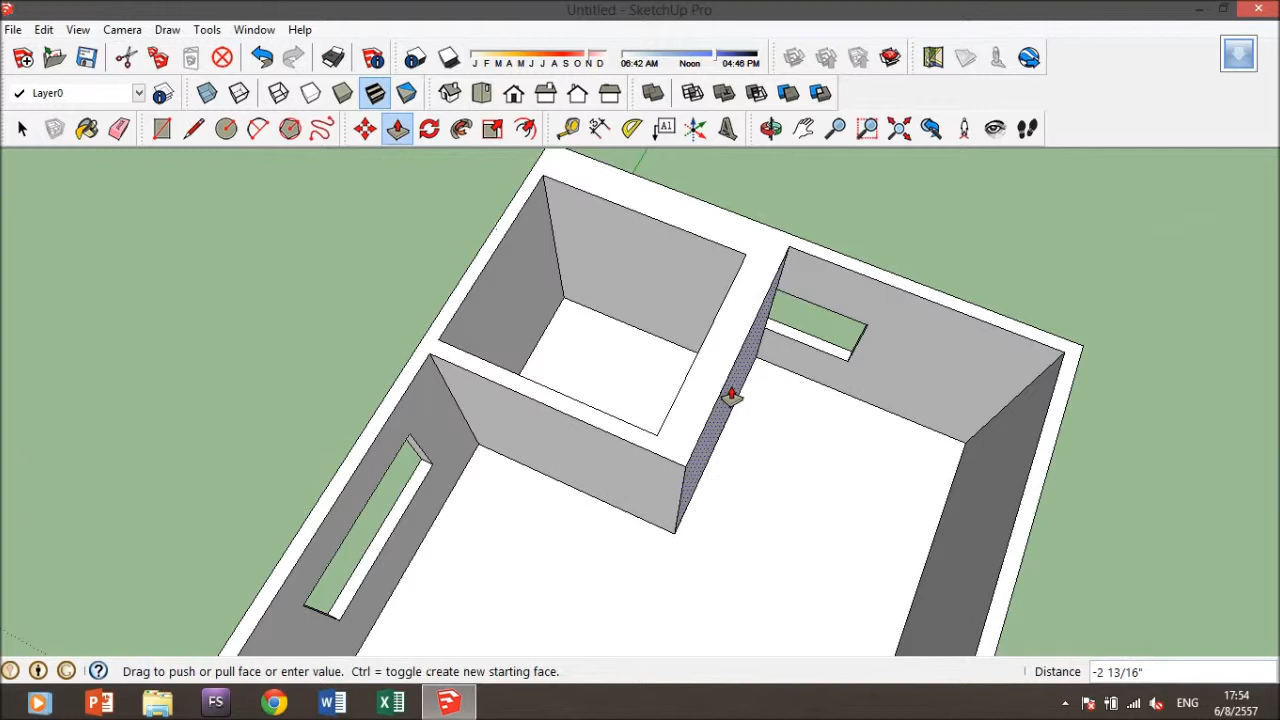 Untitled - SketchUp Pro
File Edit View Camera Draw Tools Window Help
J F M A M J J A S O N D
06:42 AM Noon 04:46 PM
Layer0
A1
Drag to push or pull face or enter value. Ctrl = toggle create new starting face.
Distance -2 13/16"
FS
ENG
17:54
6/8/2557